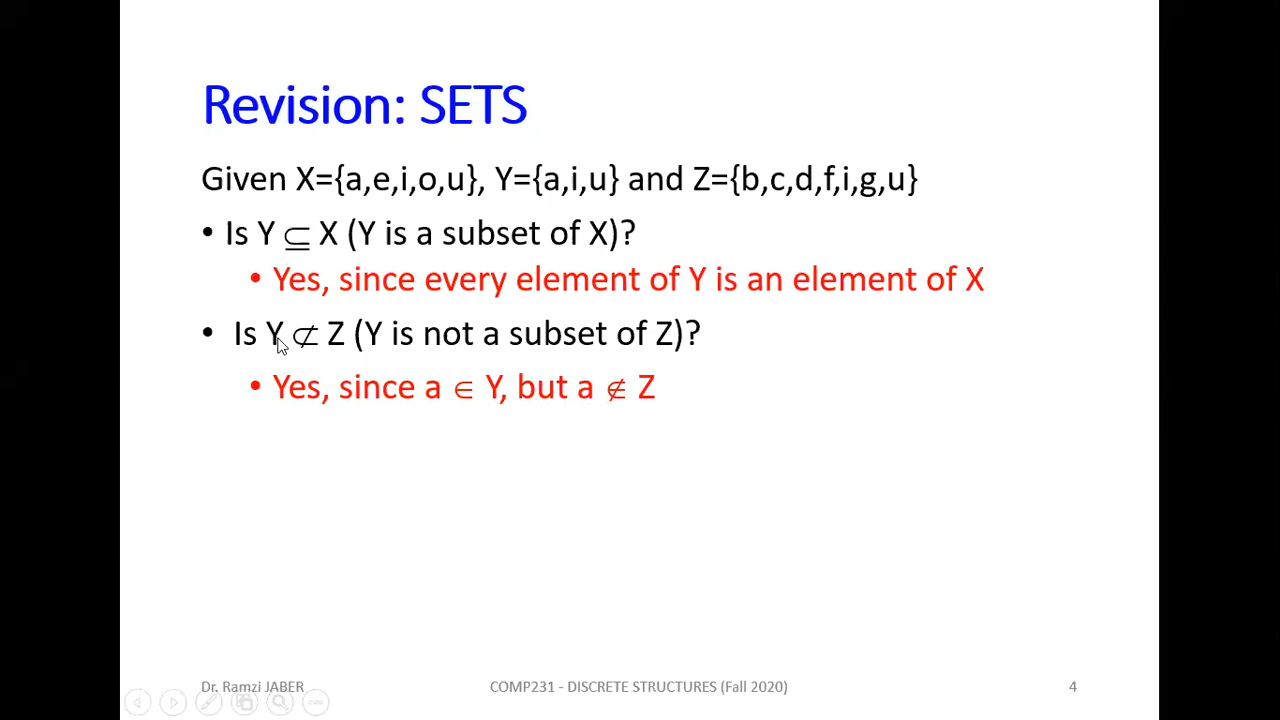 Revision: SETS
Given X={a,e,i,o,u}, Y={a,i,u} and Z={b,c,d,f,i,g,u}
• Is Y ⊆ X (Y is a subset of X)?
• Yes, since every element of Y is an element of X
• Is Y ⊄ Z (Y is not a subset of Z)?
• Yes, since a ∈ Y, but a ∉ Z
Dr. Ramzi JABER COMP231 - DISCRETE STRUCTURES (Fall 2020) 4